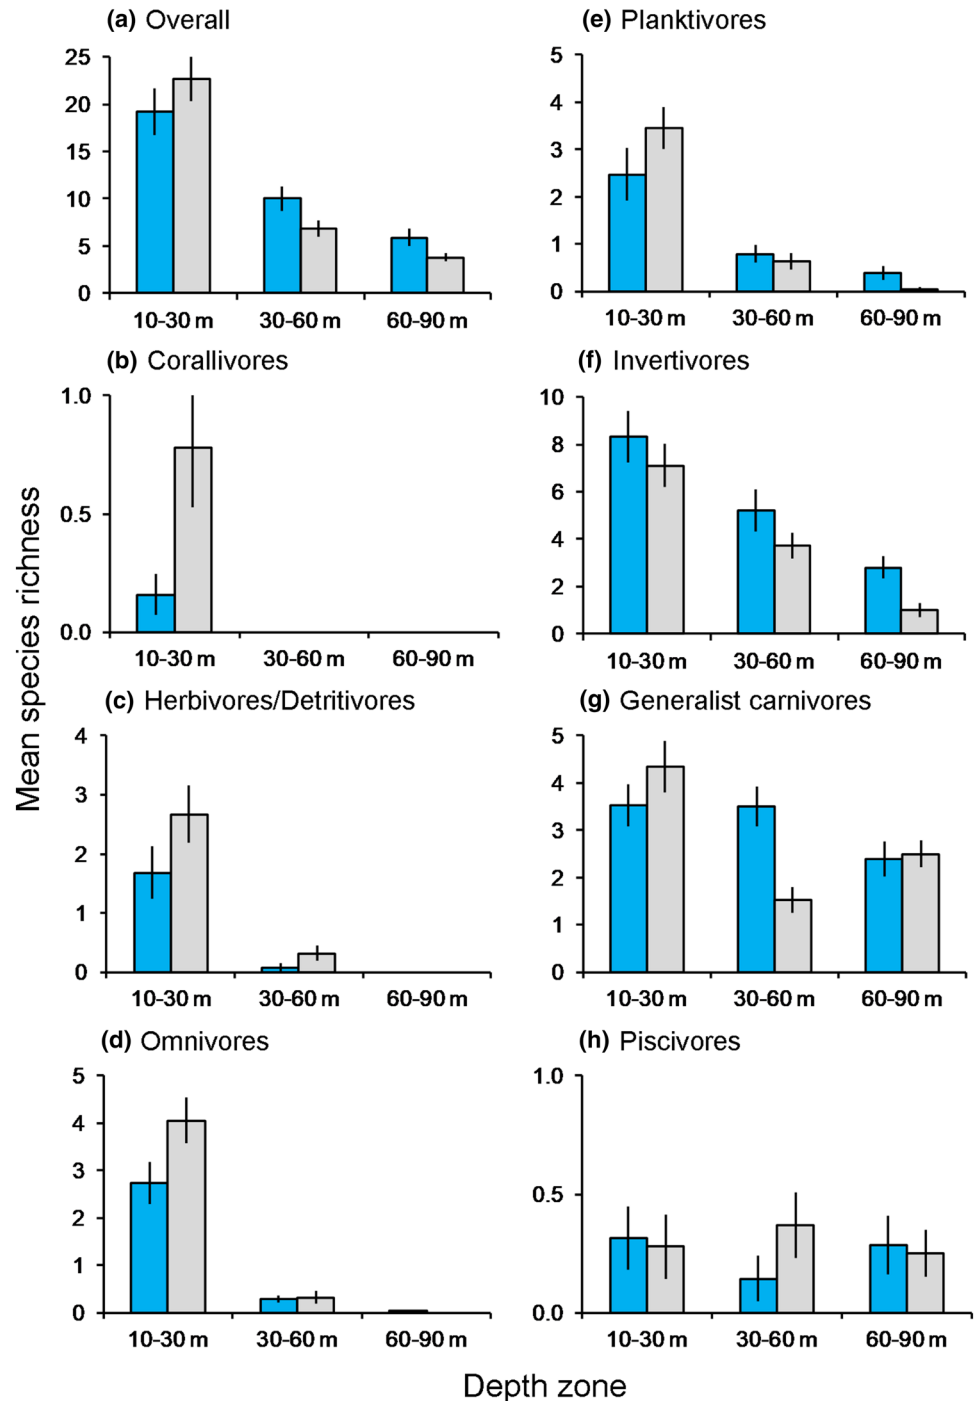 (a) Overall
25
20
15
10
5
0
10-30 m 30-60 m 60-90 m
(b) Corallivores
1.0
0.5
0.0
10-30 m 30-60 m 60-90 m
(c) Herbivores/Detritivores
4
3
2
1
0
10-30 m 30-60 m 60-90 m
(d) Omnivores
5
4
3
2
1
0
10-30 m 30-60 m 60-90 m
(e) Planktivores
5
4
3
2
1
0
10-30 m 30-60 m 60-90 m
(f) Invertivores
10
8
6
4
2
0
10-30 m 30-60 m 60-90 m
(g) Generalist carnivores
5
4
3
2
1
0
10-30 m 30-60 m 60-90 m
(h) Piscivores
1.0
0.5
0.0
10-30 m 30-60 m 60-90 m
Mean species richness
Depth zone